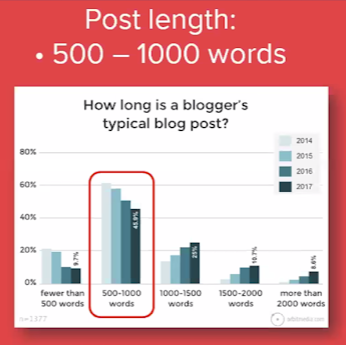 Post length:
• 500 – 1000 words
How long is a blogger's
typical blog post?
2014
2015
2016
2017
80%
60%
40%
20%
0%
9.7%
45.9%
25%
10.7%
8.6%
fewer than
500 words
500-1000
words
1000-1500
words
1500-2000
words
more than
2000 words